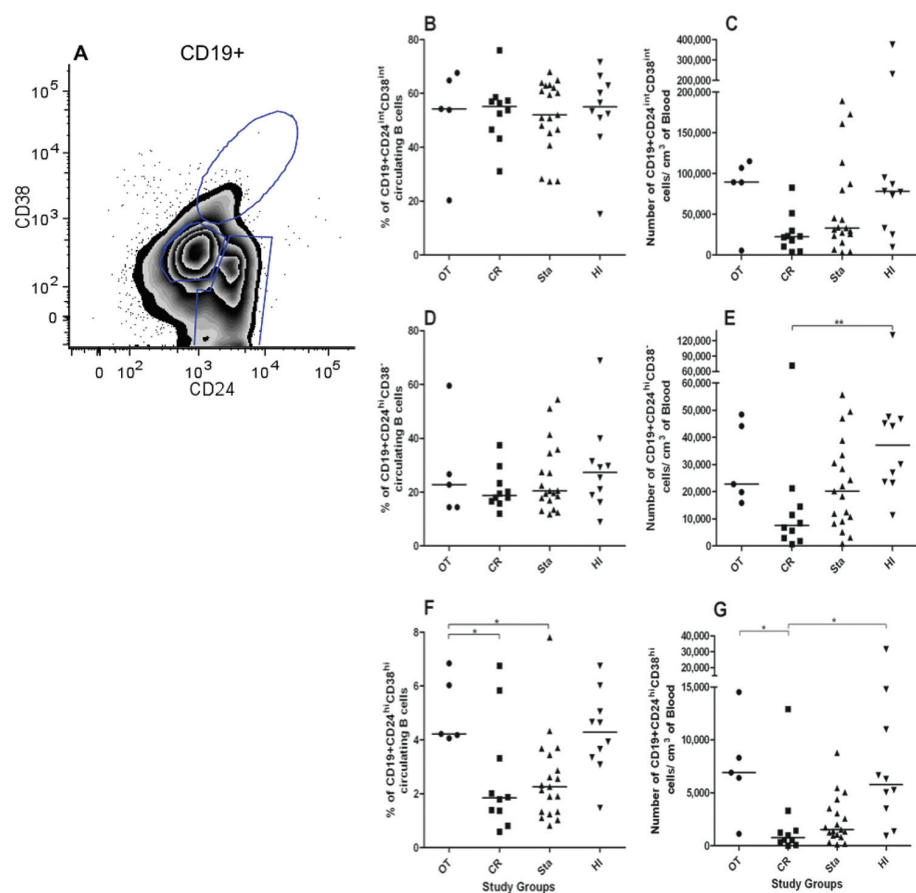 A
CD19+
CD38
10^5
10^4
10^3
10^2
0
0 10^2 10^3 10^4 10^5
CD24
B
% of CD19+CD24^int CD38^int
circulating B cells
80
60
40
20
0
OT CR Sta HI
C
Number of CD19+CD24^int CD38^int
cells/ cm^3 of Blood
400,000
300,000
200,000
200,000
150,000
100,000
50,000
0
OT CR Sta HI
D
% of CD19+CD24^hi CD38^-
circulating B cells
80
60
40
20
0
OT CR Sta HI
E
**
Number of CD19+CD24^hi CD38^-
cells/ cm^3 of Blood
120,000
100,000
80,000
60,000
60,000
50,000
40,000
30,000
20,000
10,000
0
OT CR Sta HI
F
*
*
% of CD19+CD24^hi CD38^hi
circulating B cells
8
6
4
2
0
OT CR Sta HI
Study Groups
G
* *
Number of CD19+CD24^hi CD38^hi
cells/ cm^3 of Blood
40,000
30,000
20,000
15,000
10,000
5,000
0
OT CR Sta HI
Study Groups